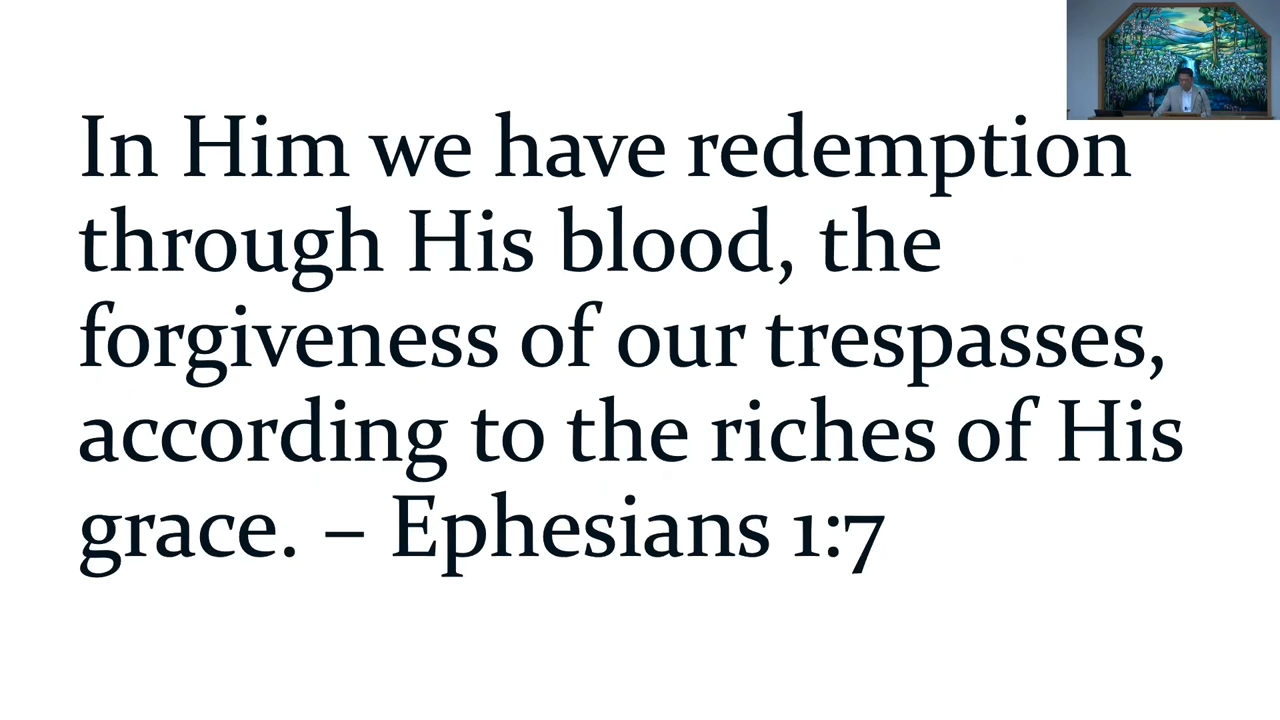 In Him we have redemption
through His blood, the
forgiveness of our trespasses,
according to the riches of His
grace. – Ephesians 1:7